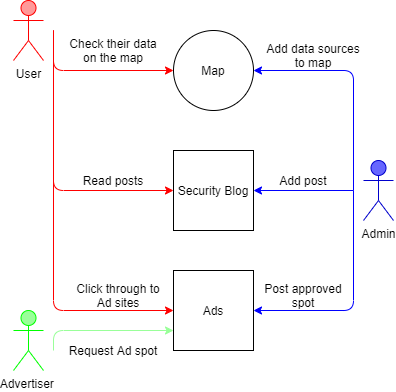 Check their data
on the map
Map
Add data sources
to map
User
Read posts
Security Blog
Add post
Admin
Click through to
Ad sites
Ads
Post approved
spot
Request Ad spot
Advertiser